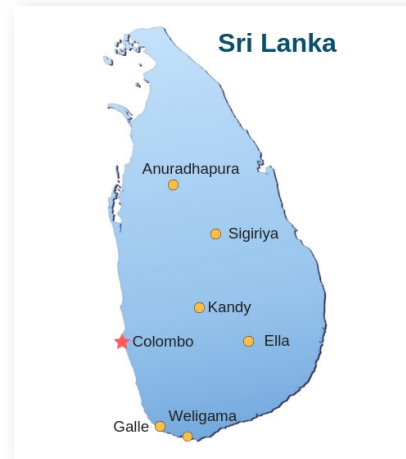 Sri Lanka
Anuradhapura
Sigiriya
Kandy
Colombo
Ella
Weligama
Galle